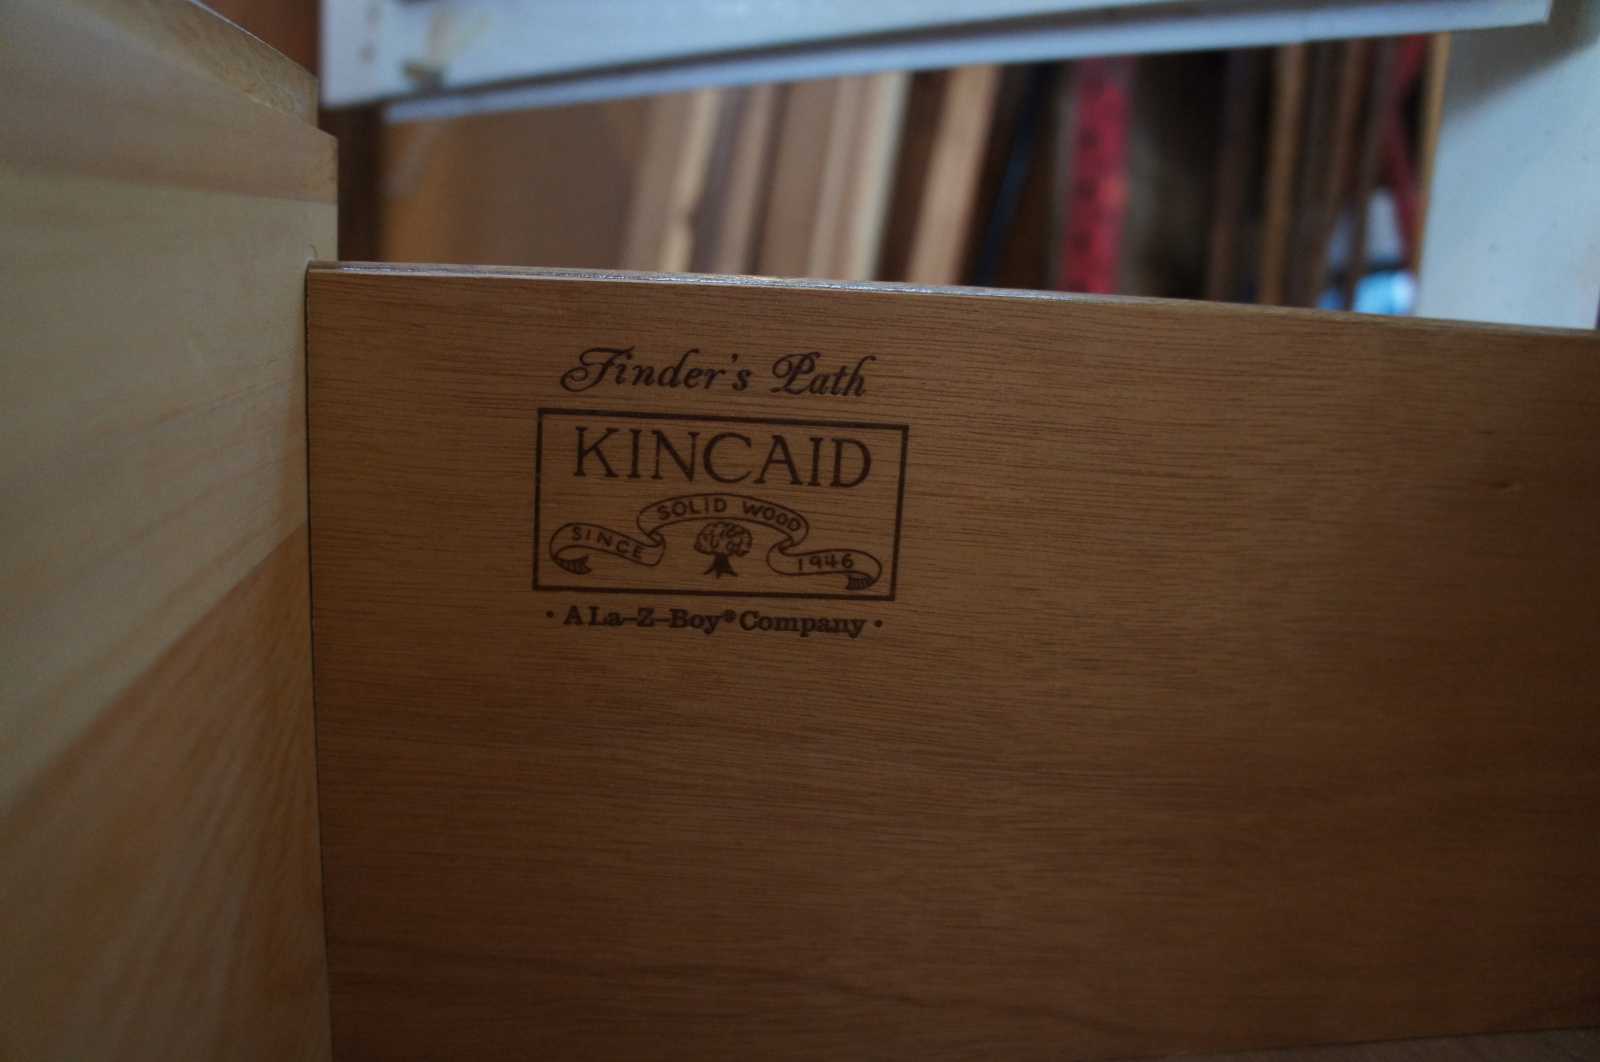 Finder's Path
KINCAID
SINCE SOLID WOOD 1946
• A La-Z-Boy® Company •